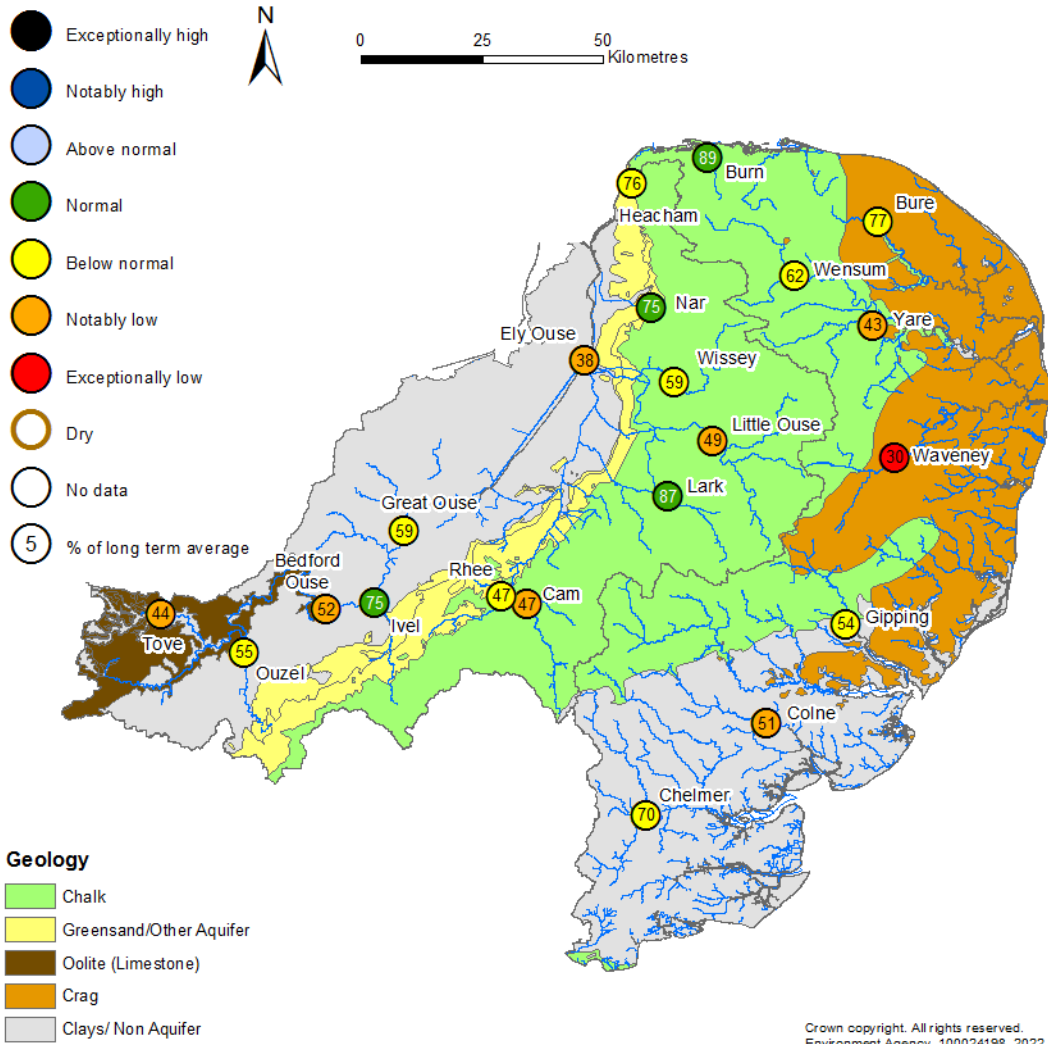 Exceptionally high
Notably high
Above normal
Normal
Below normal
Notably low
Exceptionally low
Dry
No data
5 % of long term average
N
0 25 50
Kilometres
89
Burn
76
Heacham
Bure
77
62 Wensum
75 Nar
43 Yare
Ely Ouse
38
Wissey
59
Little Ouse
49
30 Waveney
Lark
87
Great Ouse
59
Bedford
Ouse
52
75
Ivel
Rhee
47
47
Cam
44
Tove
55
Ouzel
Gipping
54
Colne
51
Chelmer
70
Geology
Chalk
Greensand/Other Aquifer
Oolite (Limestone)
Crag
Clays/ Non Aquifer
Crown copyright. All rights reserved.
Environment Agency, 100024198, 2022